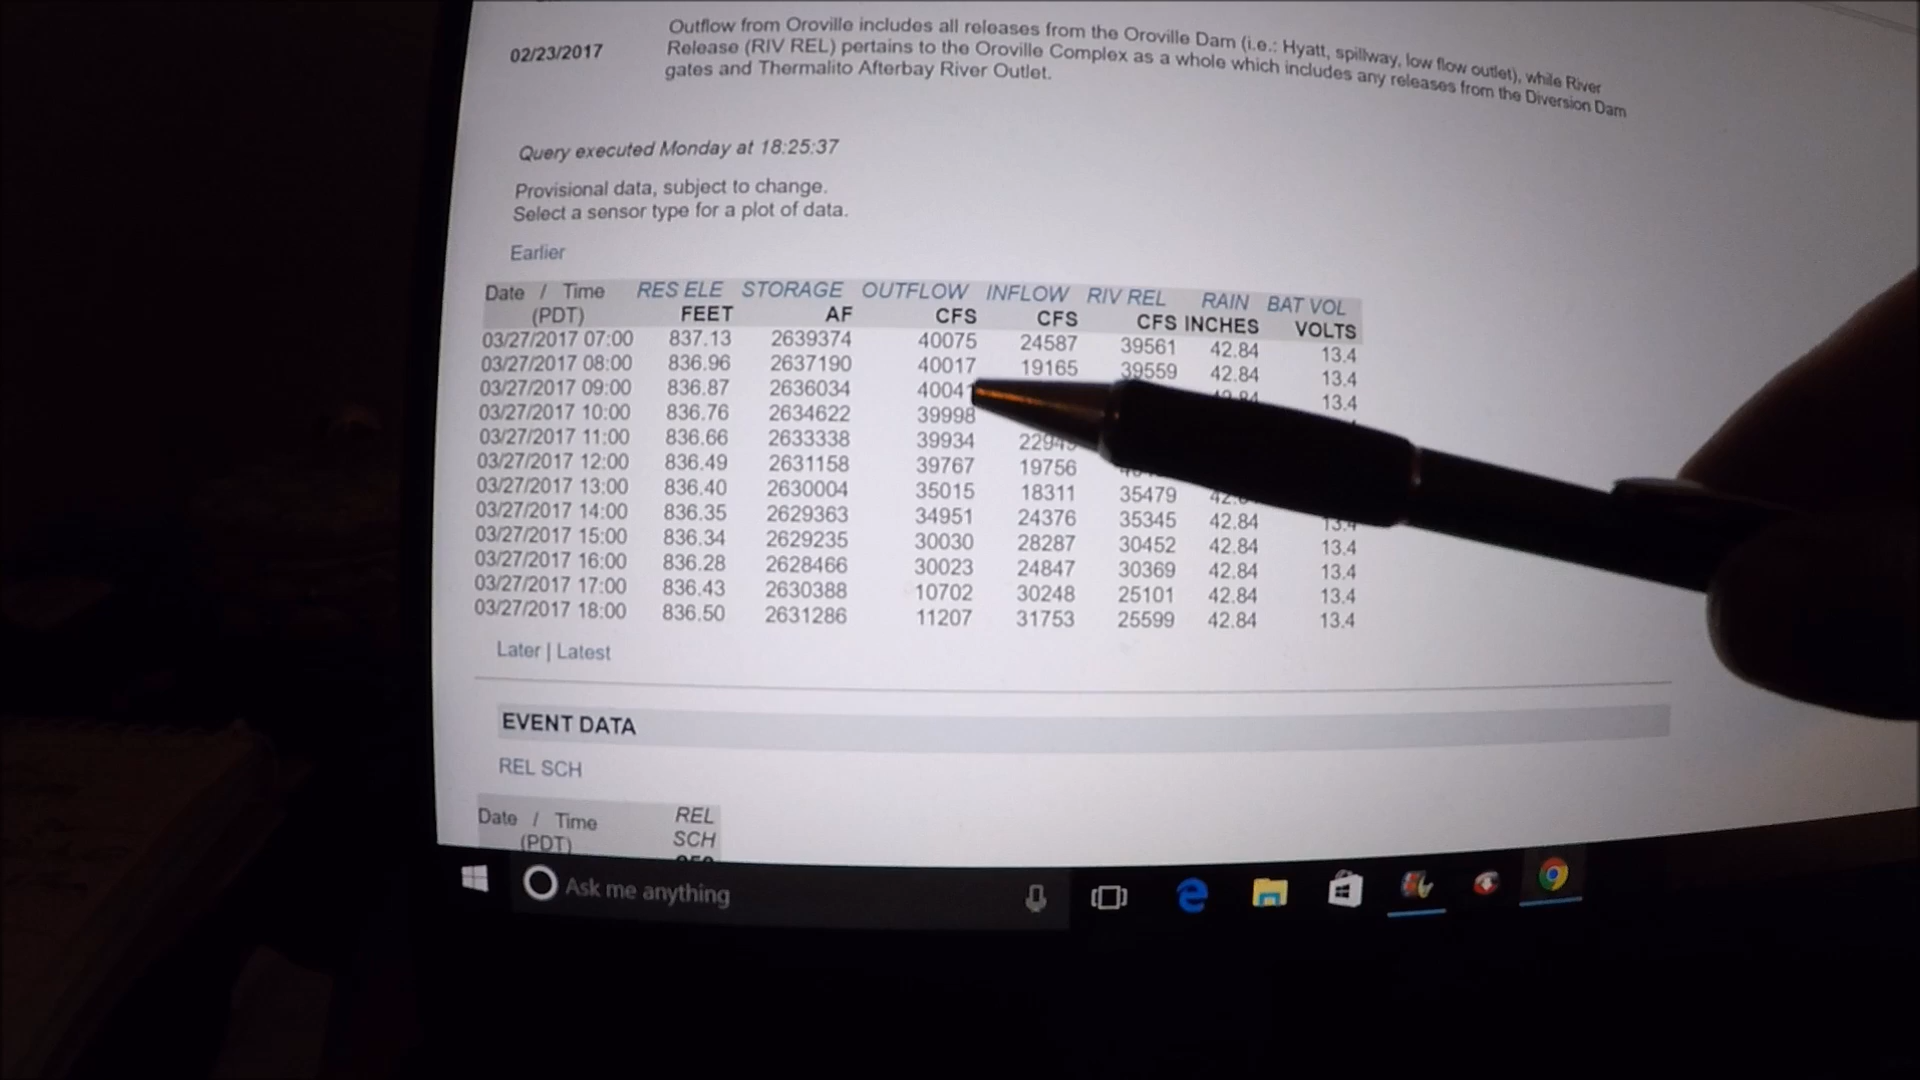 02/23/2017
Outflow from Oroville includes all releases from the Oroville Dam (i.e.: Hyatt, spillway, low flow outlet), while River
Release (RIV REL) pertains to the Oroville Complex as a whole which includes any releases from the Diversion Dam
gates and Thermalito Afterbay River Outlet.
Query executed Monday at 18:25:37
Provisional data, subject to change.
Select a sensor type for a plot of data.
Earlier
Date / Time RES ELE STORAGE OUTFLOW INFLOW RIV REL RAIN BAT VOL
(PDT) FEET AF CFS CFS CFS INCHES VOLTS
03/27/2017 07:00 837.13 2639374 40075 24587 39561 42.84 13.4
03/27/2017 08:00 836.96 2637190 40017 19165 39559 42.84 13.4
03/27/2017 09:00 836.87 2636034 13.4
03/27/2017 10:00 836.76 2634622 39998
03/27/2017 11:00 836.66 2633338 39934
03/27/2017 12:00 836.49 2631158 39767 19756
03/27/2017 13:00 836.40 2630004 35015 18311 35479
03/27/2017 14:00 836.35 2629363 34951 24376 35345 42.84 13.4
03/27/2017 15:00 836.34 2629235 30030 28287 30452 42.84 13.4
03/27/2017 16:00 836.28 2628466 30023 24847 30369 42.84 13.4
03/27/2017 17:00 836.43 2630388 10702 30248 25101 42.84 13.4
03/27/2017 18:00 836.50 2631286 11207 31753 25599 42.84 13.4
Later | Latest
EVENT DATA
REL SCH
Date / Time REL
(PDT) SCH
Ask me anything